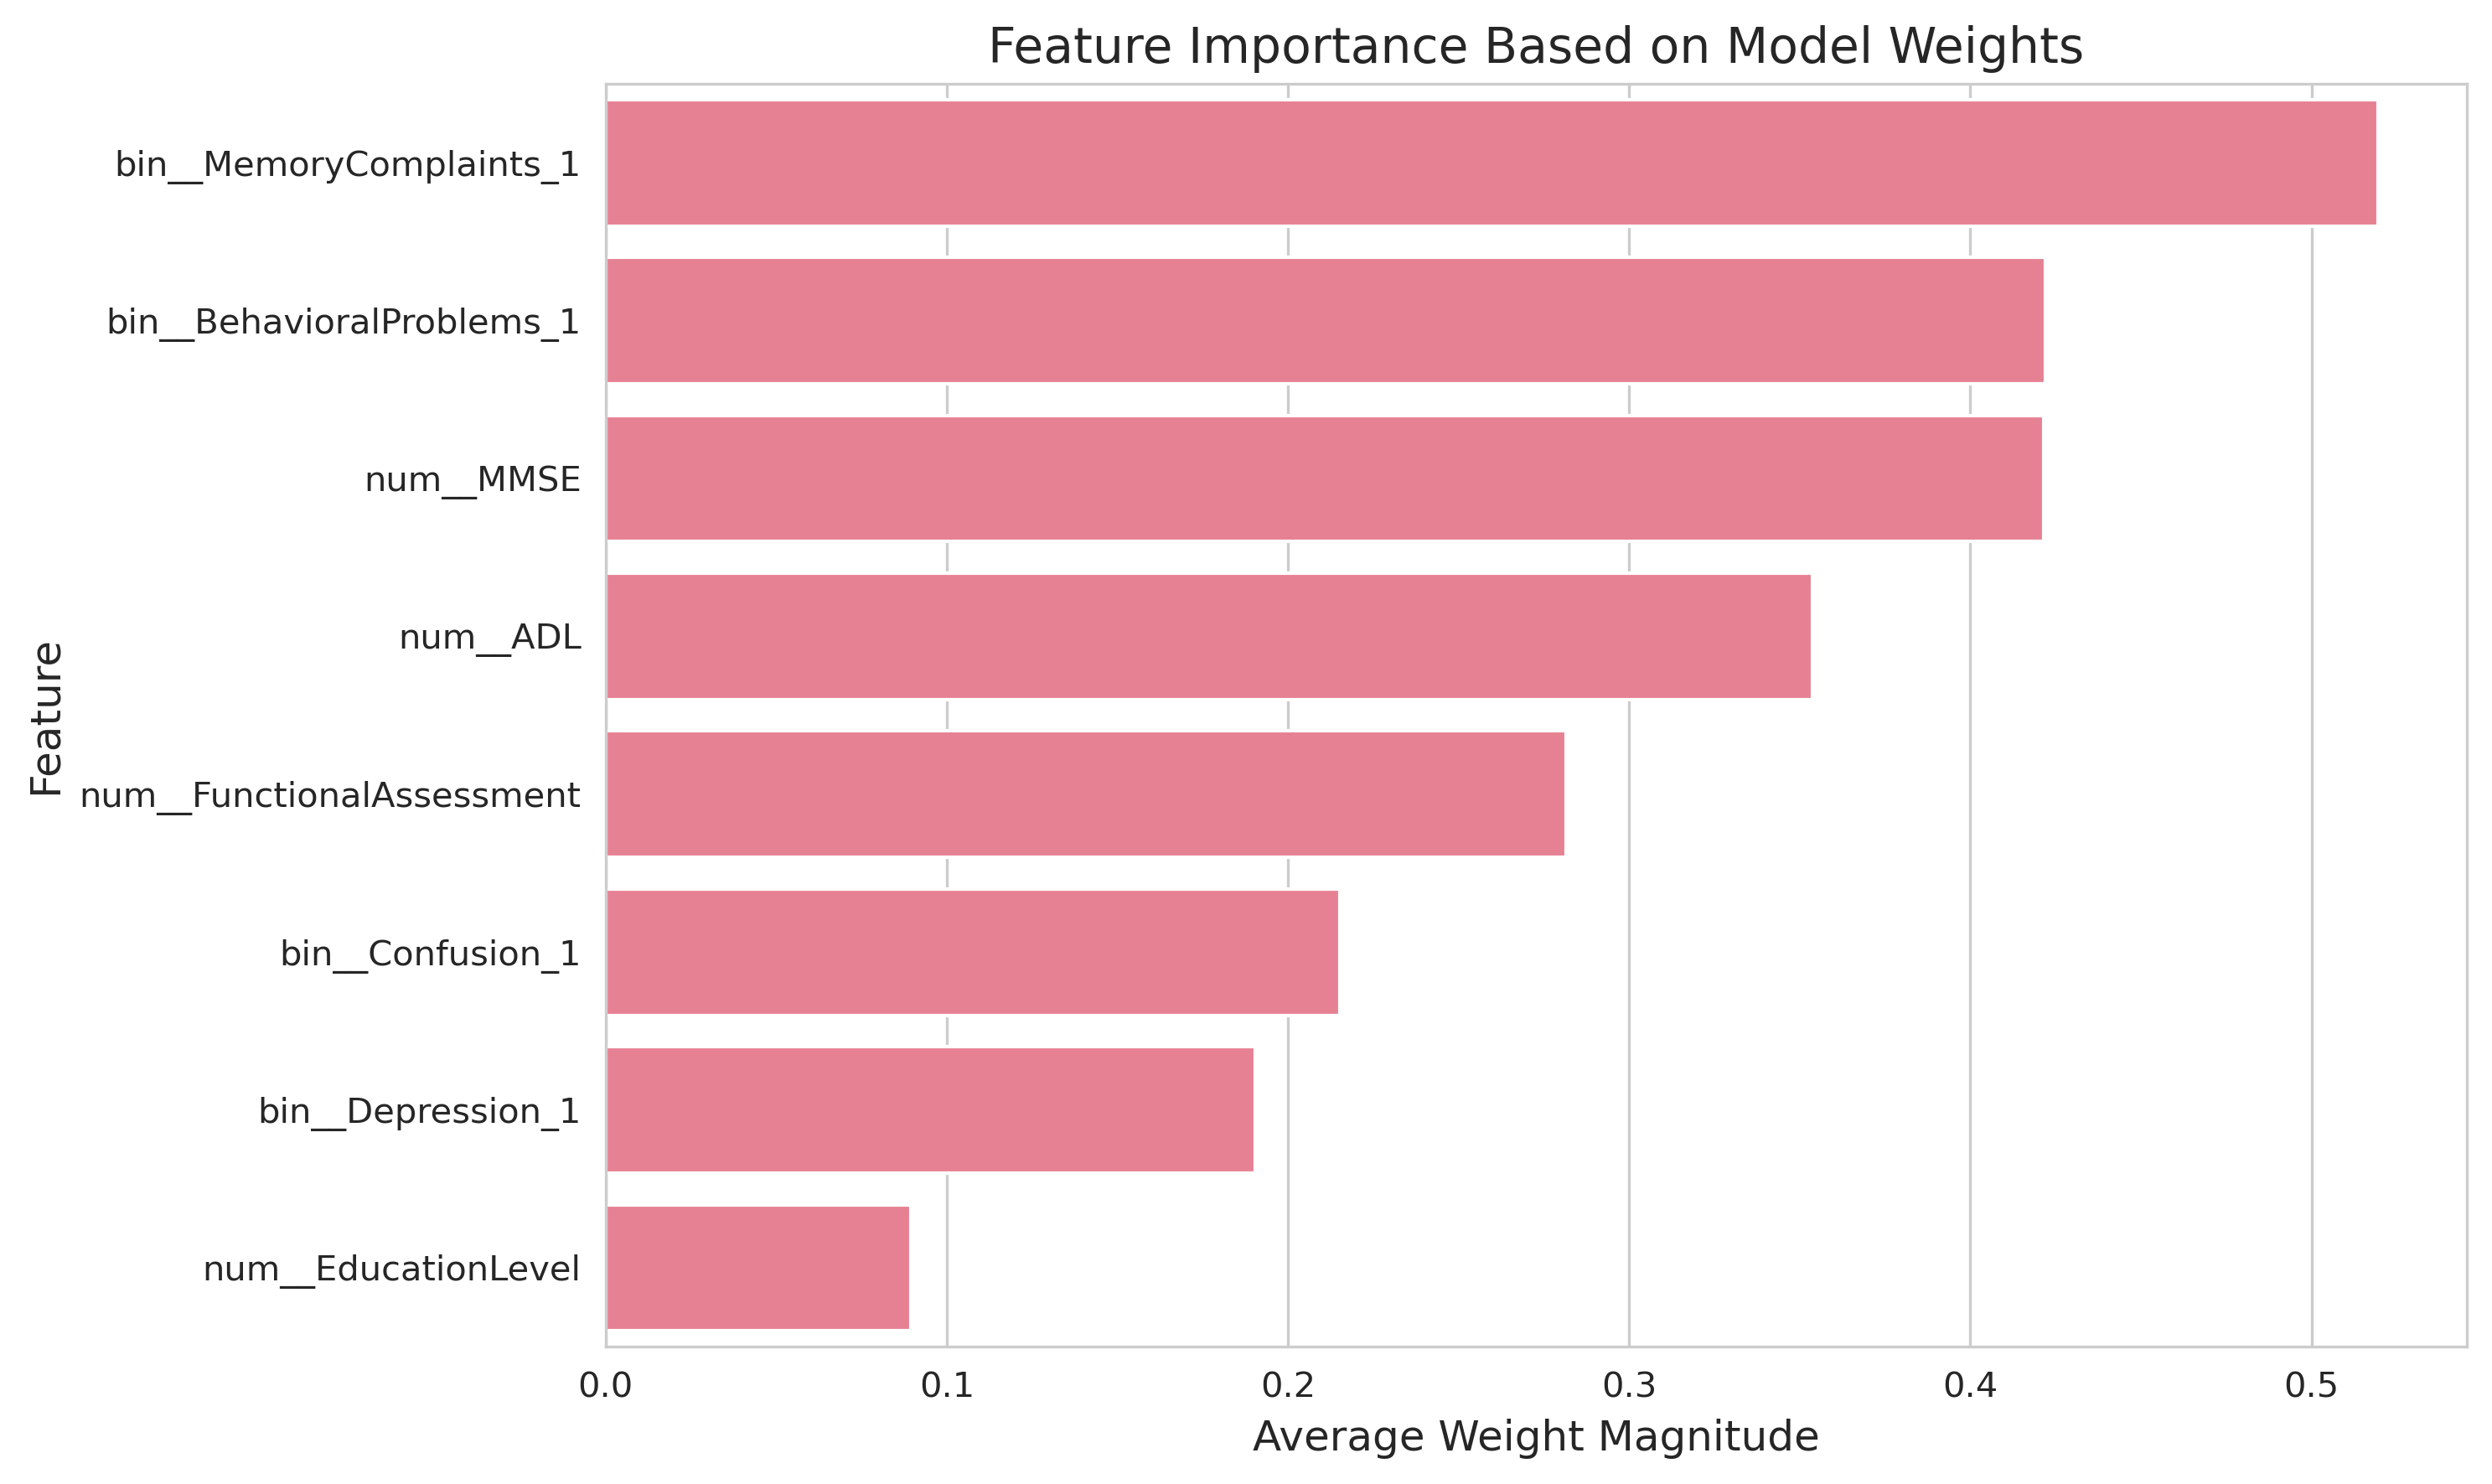 Feature Importance Based on Model Weights
Feature
bin__MemoryComplaints_1
bin__BehavioralProblems_1
num__MMSE
num__ADL
num__FunctionalAssessment
bin__Confusion_1
bin__Depression_1
num__EducationLevel
0.0 0.1 0.2 0.3 0.4 0.5
Average Weight Magnitude